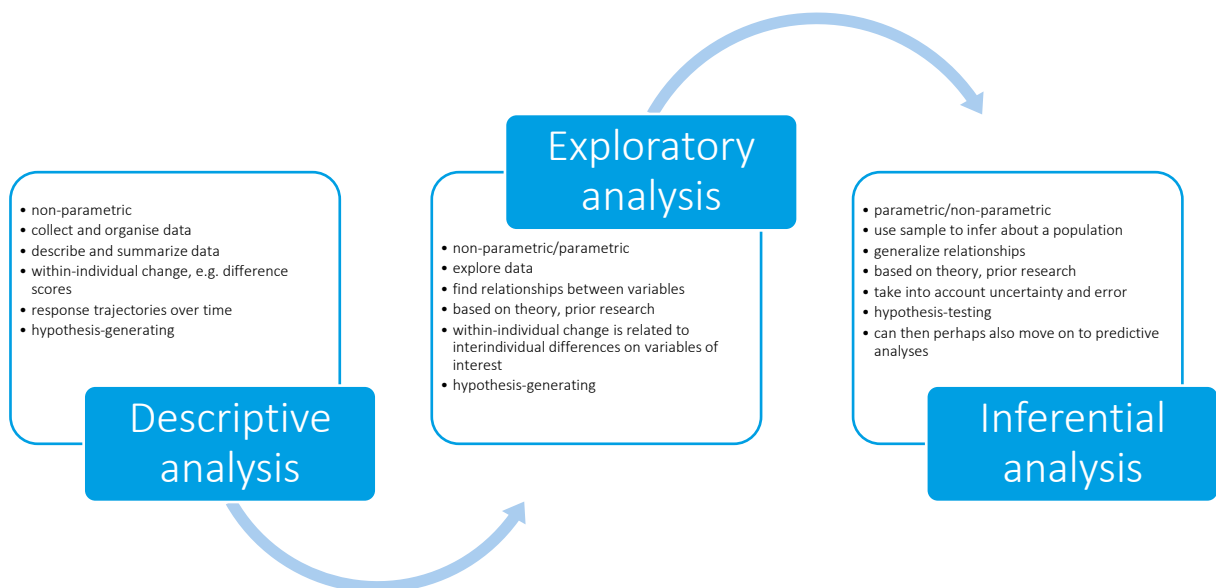 • non-parametric
• collect and organise data
• describe and summarize data
• within-individual change, e.g. difference
scores
• response trajectories over time
• hypothesis-generating
Descriptive
analysis
Exploratory
analysis
• non-parametric/parametric
• explore data
• find relationships between variables
• based on theory, prior research
• within-individual change is related to
interindividual differences on variables of
interest
• hypothesis-generating
• parametric/non-parametric
• use sample to infer about a population
• generalize relationships
• based on theory, prior research
• take into account uncertainty and error
• hypothesis-testing
• can then perhaps also move on to predictive
analyses
Inferential
analysis